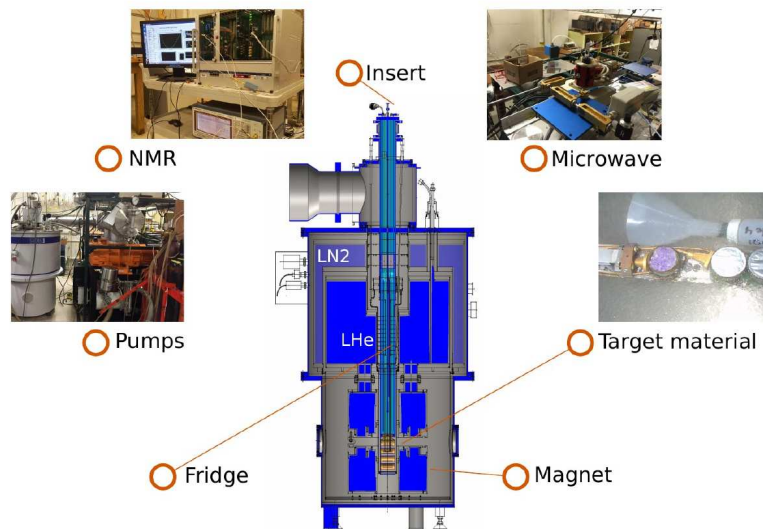 Insert
NMR
Microwave
LN2
Pumps
LHe
Target material
Fridge
Magnet